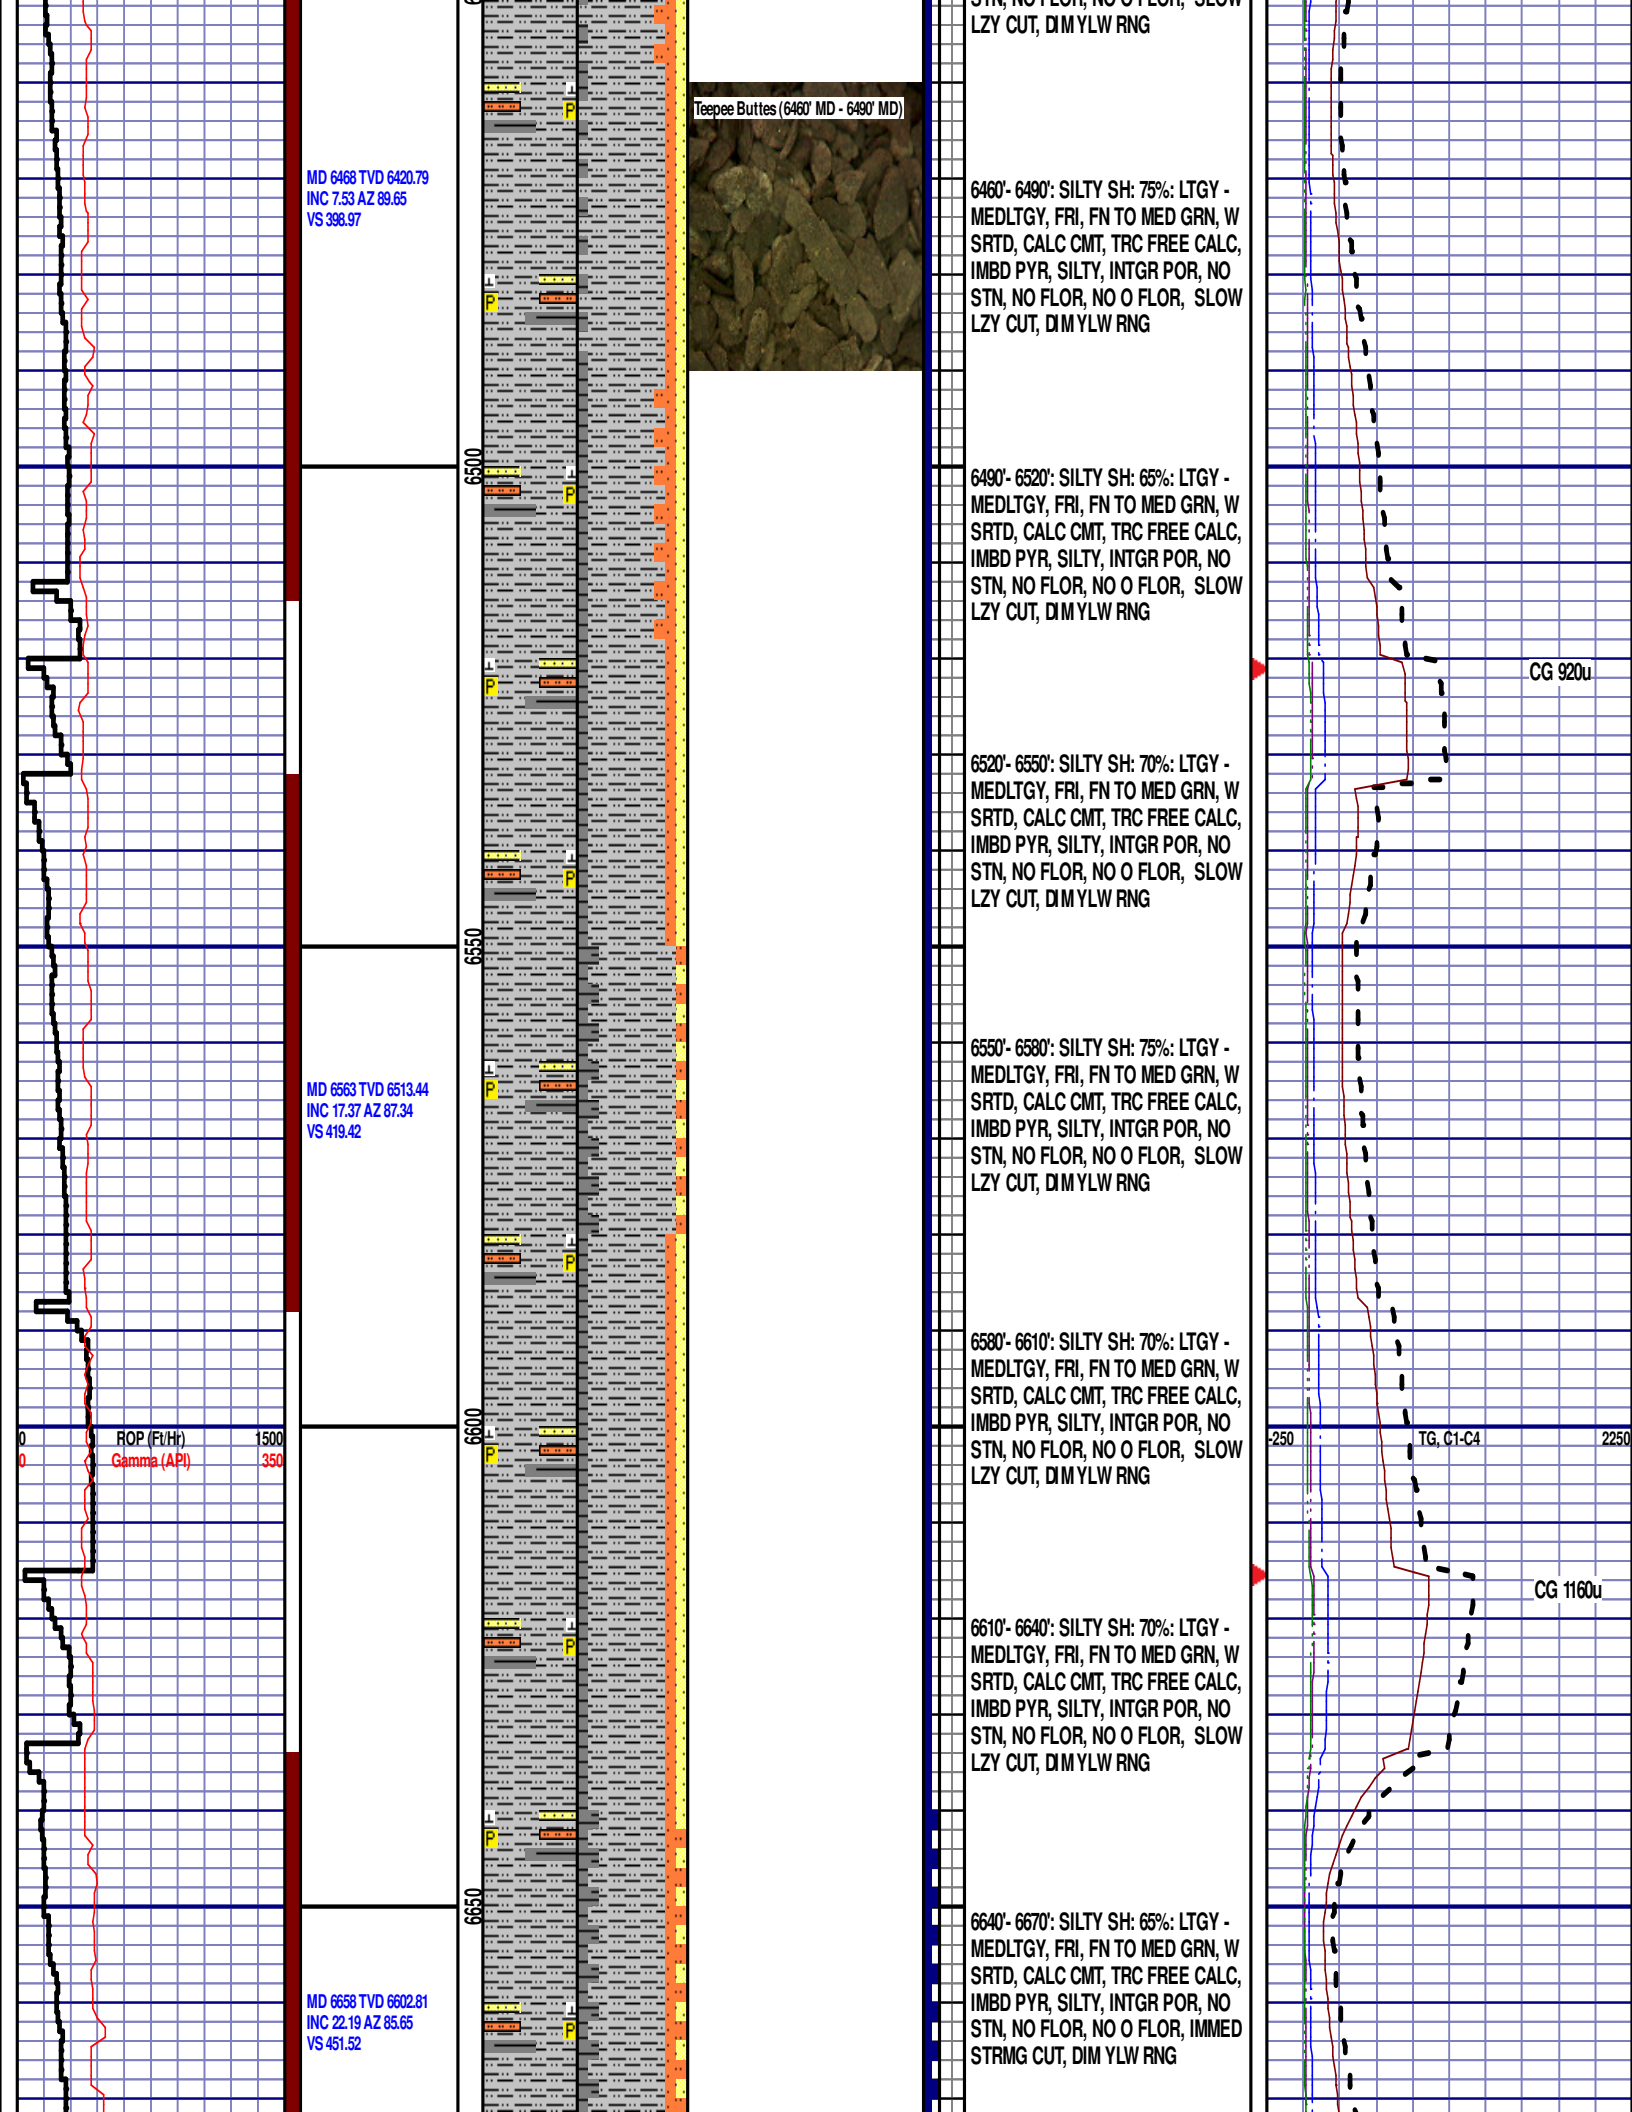 STN, NO FLOR, NO O FLOR, SLOW
LZY CUT, DIM YLW RNG
Teepee Buttes (6460' MD - 6490' MD)
MD 6468 TVD 6420.79
INC 7.53 AZ 89.65
VS 398.97
6460'- 6490': SILTY SH: 75%: LTGY -
MEDLTGY, FRI, FN TO MED GRN, W
SRTD, CALC CMT, TRC FREE CALC,
IMBD PYR, SILTY, INTGR POR, NO
STN, NO FLOR, NO O FLOR, SLOW
LZY CUT, DIM YLW RNG
P
P
6500
P
6490'- 6520': SILTY SH: 65%: LTGY -
MEDLTGY, FRI, FN TO MED GRN, W
SRTD, CALC CMT, TRC FREE CALC,
IMBD PYR, SILTY, INTGR POR, NO
STN, NO FLOR, NO O FLOR, SLOW
LZY CUT, DIM YLW RNG
P
CG 920u
6520'- 6550': SILTY SH: 70%: LTGY -
MEDLTGY, FRI, FN TO MED GRN, W
SRTD, CALC CMT, TRC FREE CALC,
IMBD PYR, SILTY, INTGR POR, NO
STN, NO FLOR, NO O FLOR, SLOW
LZY CUT, DIM YLW RNG
P
6550
MD 6563 TVD 6513.44
INC 17.37 AZ 87.34
VS 419.42
P
6550'- 6580': SILTY SH: 75%: LTGY -
MEDLTGY, FRI, FN TO MED GRN, W
SRTD, CALC CMT, TRC FREE CALC,
IMBD PYR, SILTY, INTGR POR, NO
STN, NO FLOR, NO O FLOR, SLOW
LZY CUT, DIM YLW RNG
P
6580'- 6610': SILTY SH: 70%: LTGY -
MEDLTGY, FRI, FN TO MED GRN, W
SRTD, CALC CMT, TRC FREE CALC,
IMBD PYR, SILTY, INTGR POR, NO
STN, NO FLOR, NO O FLOR, SLOW
LZY CUT, DIM YLW RNG
6600
0 ROP (Ft/Hr) 1500
0 Gamma (API) 350
P
-250 TG, C1-C4 2250
CG 1160u
6610'- 6640': SILTY SH: 70%: LTGY -
MEDLTGY, FRI, FN TO MED GRN, W
SRTD, CALC CMT, TRC FREE CALC,
IMBD PYR, SILTY, INTGR POR, NO
STN, NO FLOR, NO O FLOR, SLOW
LZY CUT, DIM YLW RNG
P
P
6650
6640'- 6670': SILTY SH: 65%: LTGY -
MEDLTGY, FRI, FN TO MED GRN, W
SRTD, CALC CMT, TRC FREE CALC,
IMBD PYR, SILTY, INTGR POR, NO
STN, NO FLOR, NO O FLOR, IMMED
STRMG CUT, DIM YLW RNG
MD 6658 TVD 6602.81
INC 22.19 AZ 85.65
VS 451.52
P